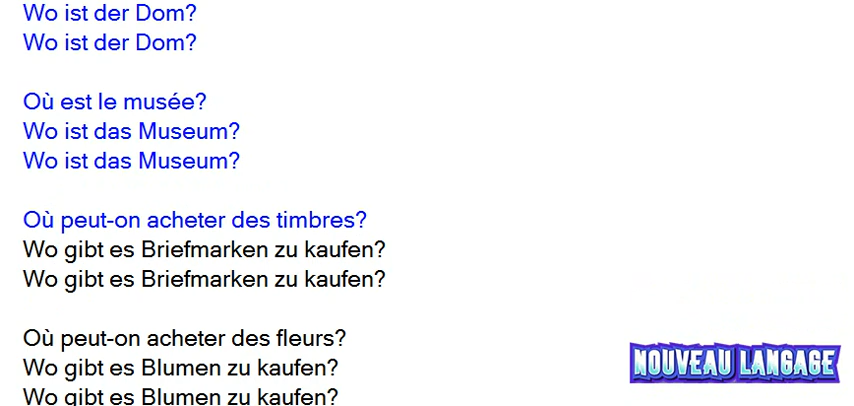 Wo ist der Dom?
Wo ist der Dom?
Où est le musée?
Wo ist das Museum?
Wo ist das Museum?
Où peut-on acheter des timbres?
Wo gibt es Briefmarken zu kaufen?
Wo gibt es Briefmarken zu kaufen?
Où peut-on acheter des fleurs?
Wo gibt es Blumen zu kaufen?
Wo gibt es Blumen zu kaufen?
NOUVEAU LANGAGE